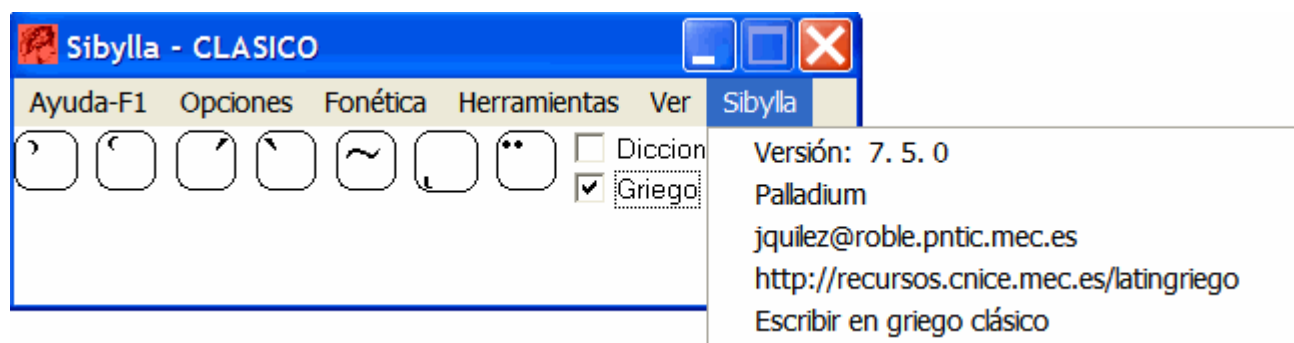 Sibylla - CLASICO
Ayuda-F1 Opciones Fonética Herramientas Ver Sibylla
Diccion
Griego
Versión: 7. 5. 0
Palladium
jquilez@roble.pntic.mec.es
http://recursos.cnice.mec.es/latingriego
Escribir en griego clásico